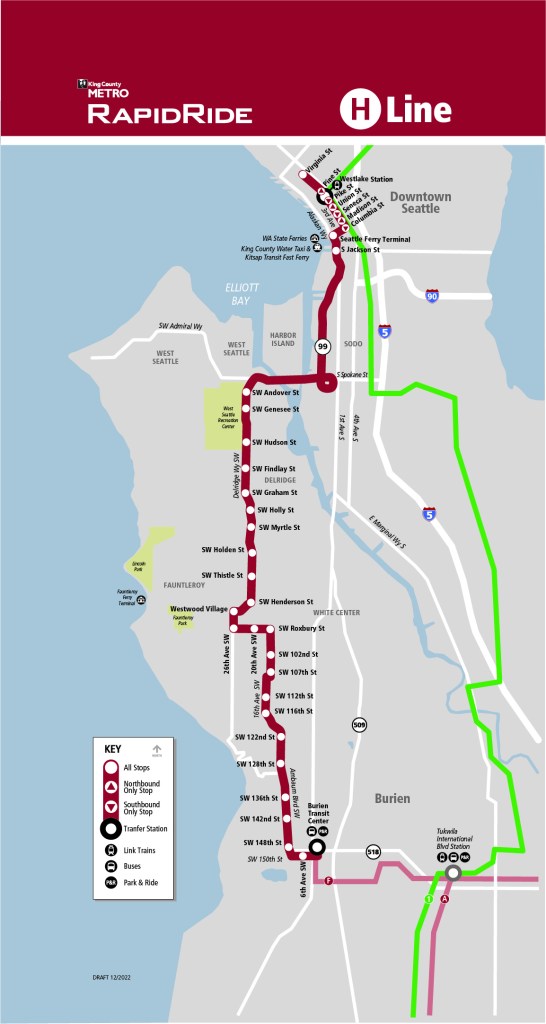 King County
METRO
RAPIDRIDE
H Line
Virginia St
Pine St
Westlake Station
Pike St
Union St
Seneca St
Madison St
Columbia St
3rd Ave
Alaskan Wy
Downtown
Seattle
WA State Ferries
Seattle Ferry Terminal
King County Water Taxi &
Kitsap Transit Fast Ferry
S Jackson St
90
ELLIOTT
BAY
5
SW Admiral Wy
WEST
SEATTLE
WEST
SEATTLE
HARBOR
ISLAND
99
SODO
S Spokane St
SW Andover St
West
Seattle
Recreation
Center
SW Genesee St
1st Ave S
4th Ave S
SW Hudson St
Delridge Wy SW
SW Findlay St
DELRIDGE
SW Graham St
SW Holly St
5
SW Myrtle St
E Marginal Wy S
SW Holden St
Lincoln
Park
SW Thistle St
FAUNTLEROY
Fauntleroy
Ferry
Terminal
SW Henderson St
Westwood Village
WHITE CENTER
Fauntleroy
Park
SW Roxbury St
26th Ave SW
20th Ave SW
SW 102nd St
SW 107th St
16th Ave SW
SW 112th St
SW 116th St
509
SW 122nd St
SW 128th St
Ambaum Blvd SW
SW 136th St
SW 142nd St
Burien
Transit
Center
P&R
Burien
SW 148th St
SW 150th St
6th Ave SW
518
Tukwila
International
Blvd Station
P&R
F
1
A
KEY
NORTH
All Stops
Northbound
Only Stop
Southbound
Only Stop
Tranfer Station
Link Trains
Buses
P&R
Park & Ride
DRAFT 12/2022